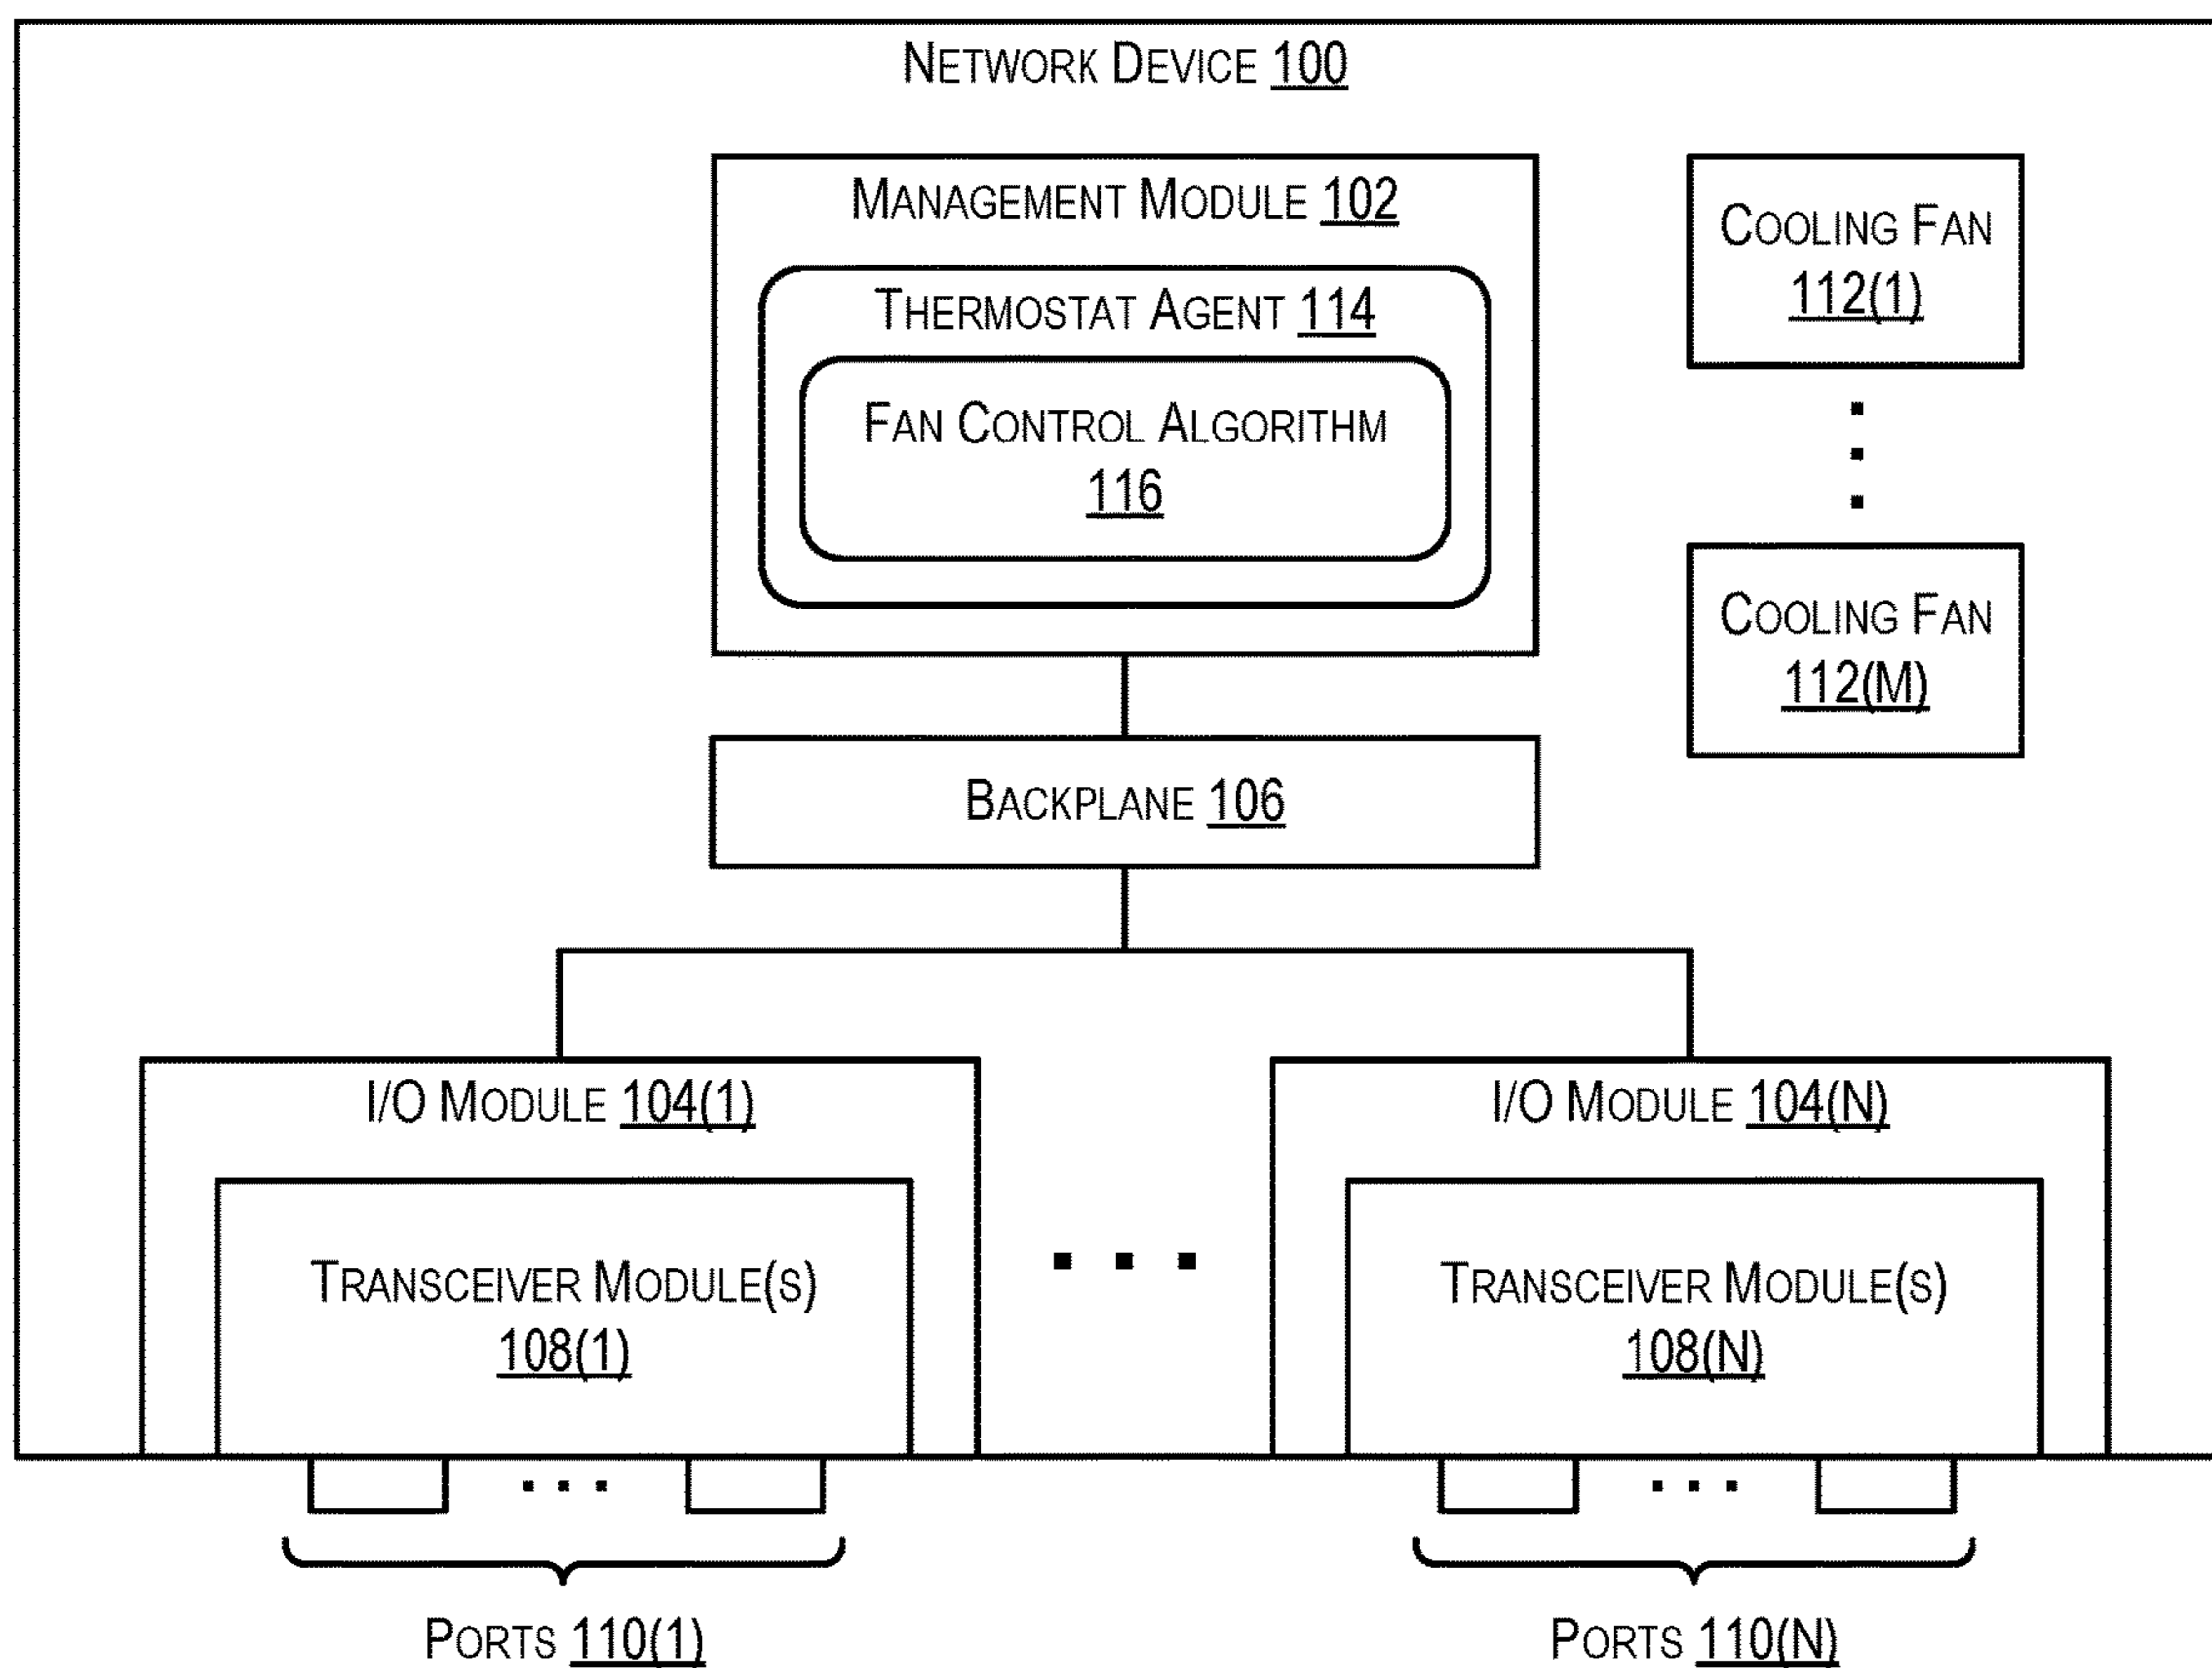 NETWORK DEVICE 100
MANAGEMENT MODULE 102
THERMOSTAT AGENT 114
FAN CONTROL ALGORITHM
116
COOLING FAN
112(1)
COOLING FAN
112(M)
BACKPLANE 106
I/O MODULE 104(1)
TRANSCEIVER MODULE(S)
108(1)
I/O MODULE 104(N)
TRANSCEIVER MODULE(S)
108(N)
PORTS 110(1)
PORTS 110(N)